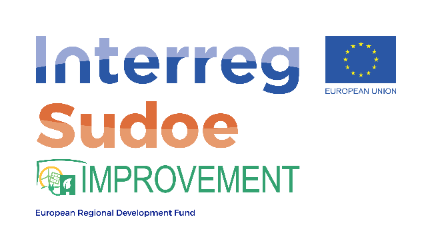 Interreg
EUROPEAN UNION
Sudoe
IMPROVEMENT
European Regional Development Fund